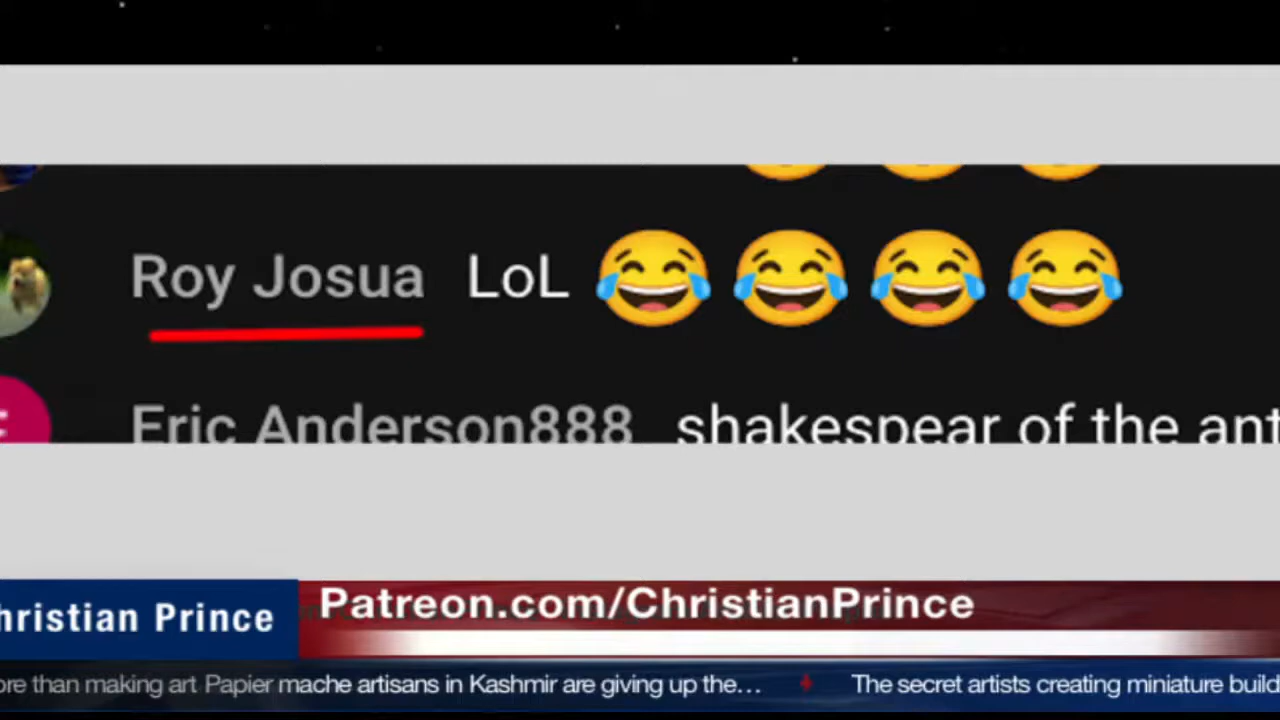 Roy Josua LoL 😂😂😂😂
Eric Anderson888 shakespear of the ant
hristian Prince
Patreon.com/ChristianPrince
ore than making art Papier mache artisans in Kashmir are giving up the… The secret artists creating miniature build